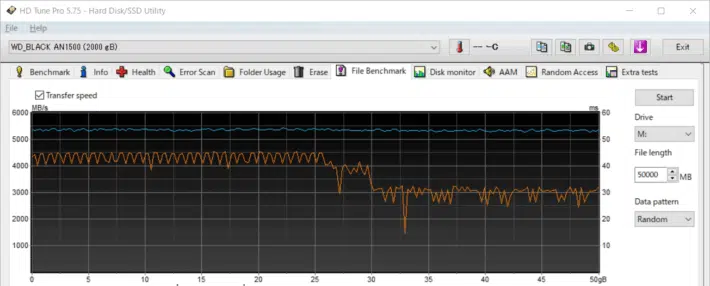 HD Tune Pro 5.75 - Hard Disk/SSD Utility
File Help
WD_BLACK AN1500 (2000 gB) — ~C Exit
Benchmark Info Health Error Scan Folder Usage Erase File Benchmark Disk monitor AAM Random Access Extra tests
Transfer speed
MB/s ms
6000 60
5000 50
4000 40
3000 30
2000 20
1000 10
0 5 10 15 20 25 30 35 40 45 50gB
Start
Drive
M:
File length
50000 MB
Data pattern
Random